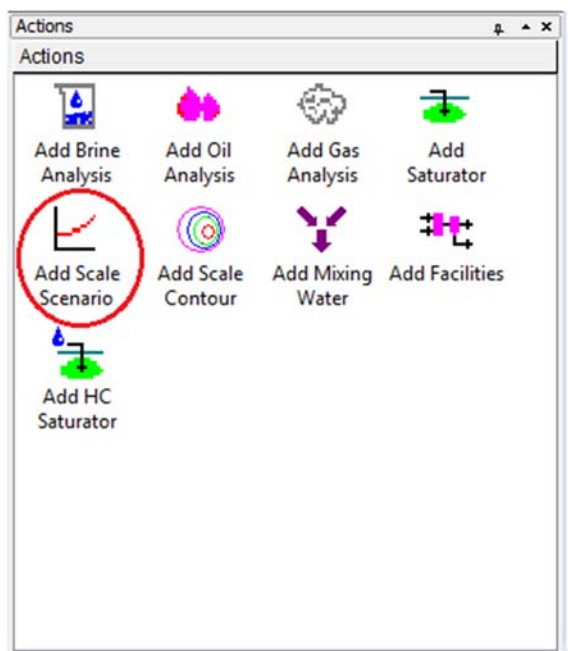 Actions
Actions
Add Brine
Analysis
Add Oil
Analysis
Add Gas
Analysis
Add
Saturator
Add Scale
Scenario
Add Scale
Contour
Add Mixing
Water
Add Facilities
Add HC
Saturator